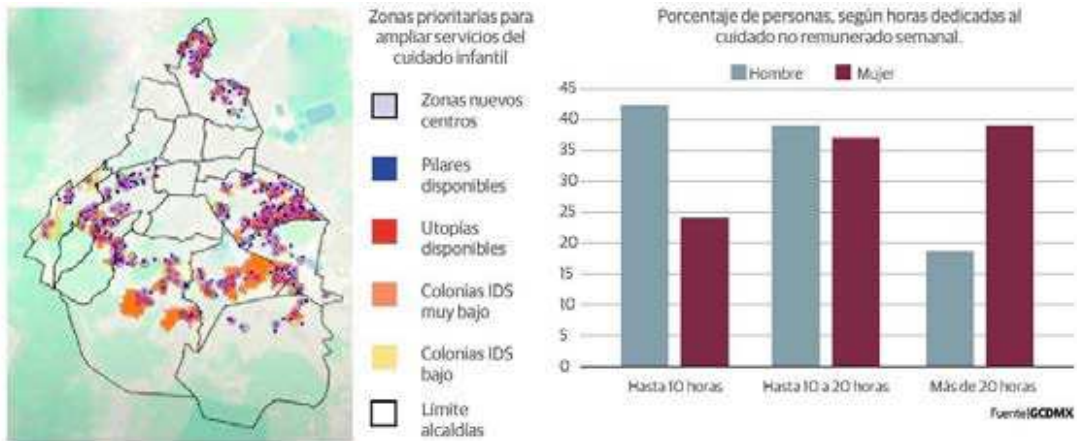 Zonas prioritarias para
ampliar servicios del
cuidado infantil
Zonas nuevos
centros
Pilares
disponibles
Utopías
disponibles
Colonias IDS
muy bajo
Colonias IDS
bajo
Límite
alcaldías
Porcentaje de personas, según horas dedicadas al
cuidado no remunerado semanal.
Hombre
Mujer
45
40
35
30
25
20
15
10
5
0
Hasta 10 horas
Hasta 10 a 20 horas
Más de 20 horas
Fuente|GCDMX